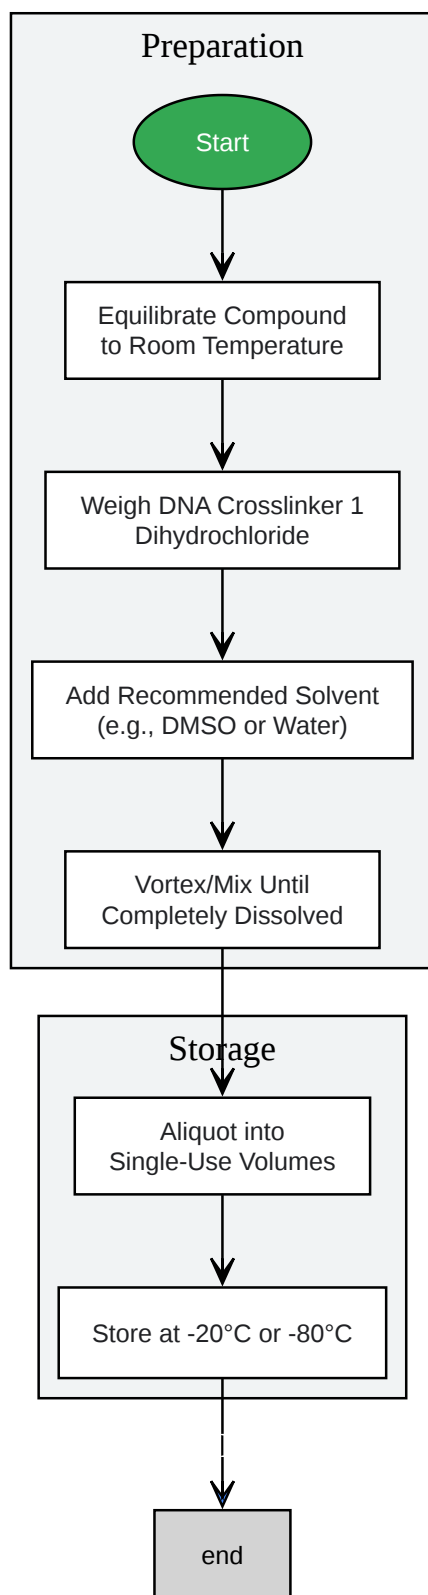 Preparation
Start
Equilibrate Compound
to Room Temperature
Weigh DNA Crosslinker 1
Dihydrochloride
Add Recommended Solvent
(e.g., DMSO or Water)
Vortex/Mix Until
Completely Dissolved
Storage
Aliquot into
Single-Use Volumes
Store at -20°C or -80°C
end